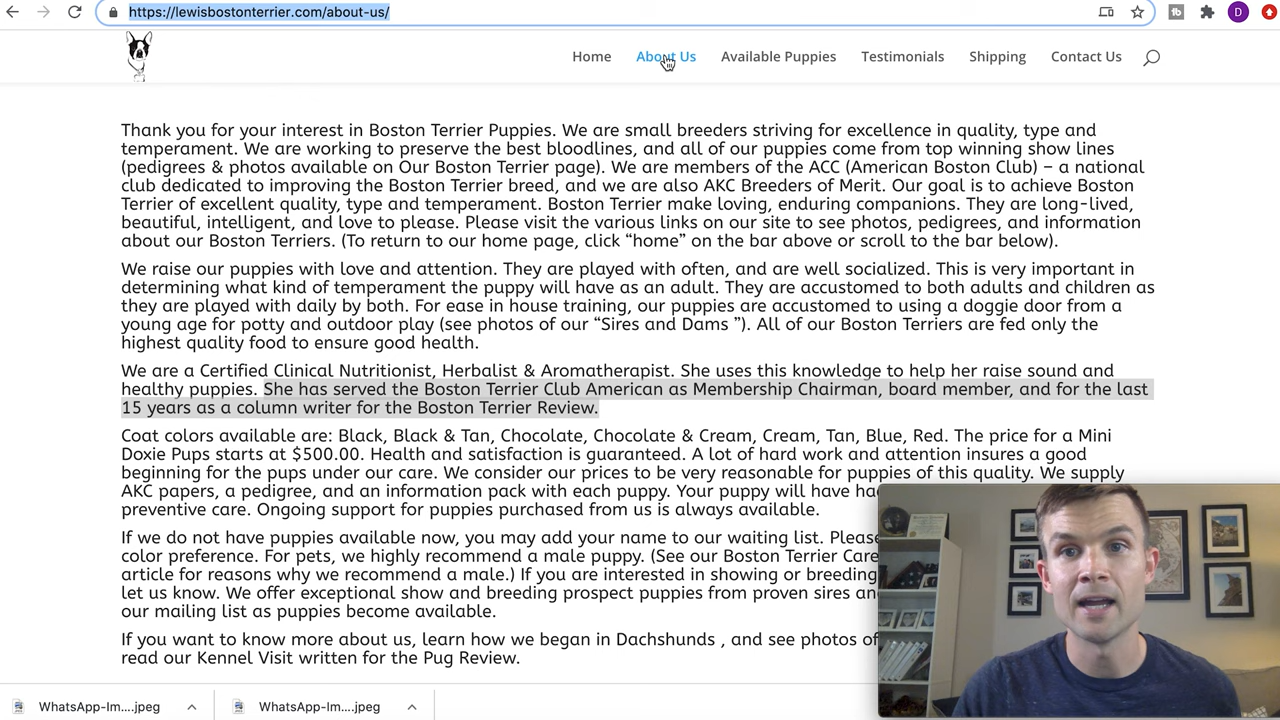 https://lewisbostonterrier.com/about-us/
D
Home About Us Available Puppies Testimonials Shipping Contact Us
Thank you for your interest in Boston Terrier Puppies. We are small breeders striving for excellence in quality, type and
temperament. We are working to preserve the best bloodlines, and all of our puppies come from top winning show lines
(pedigrees & photos available on Our Boston Terrier page). We are members of the ACC (American Boston Club) – a national
club dedicated to improving the Boston Terrier breed, and we are also AKC Breeders of Merit. Our goal is to achieve Boston
Terrier of excellent quality, type and temperament. Boston Terrier make loving, enduring companions. They are long-lived,
beautiful, intelligent, and love to please. Please visit the various links on our site to see photos, pedigrees, and information
about our Boston Terriers. (To return to our home page, click “home” on the bar above or scroll to the bar below).
We raise our puppies with love and attention. They are played with often, and are well socialized. This is very important in
determining what kind of temperament the puppy will have as an adult. They are accustomed to both adults and children as
they are played with daily by both. For ease in house training, our puppies are accustomed to using a doggie door from a
young age for potty and outdoor play (see photos of our “Sires and Dams ”). All of our Boston Terriers are fed only the
highest quality food to ensure good health.
We are a Certified Clinical Nutritionist, Herbalist & Aromatherapist. She uses this knowledge to help her raise sound and
healthy puppies. She has served the Boston Terrier Club American as Membership Chairman, board member, and for the last
15 years as a column writer for the Boston Terrier Review.
Coat colors available are: Black, Black & Tan, Chocolate, Chocolate & Cream, Cream, Tan, Blue, Red. The price for a Mini
Doxie Pups starts at $500.00. Health and satisfaction is guaranteed. A lot of hard work and attention insures a good
beginning for the pups under our care. We consider our prices to be very reasonable for puppies of this quality. We supply
AKC papers, a pedigree, and an information pack with each puppy. Your puppy will have ha
preventive care. Ongoing support for puppies purchased from us is always available.
If we do not have puppies available now, you may add your name to our waiting list. Please
color preference. For pets, we highly recommend a male puppy. (See our Boston Terrier Care
article for reasons why we recommend a male.) If you are interested in showing or breeding
let us know. We offer exceptional show and breeding prospect puppies from proven sires an
our mailing list as puppies become available.
If you want to know more about us, learn how we began in Dachshunds , and see photos of
read our Kennel Visit written for the Pug Review.
WhatsApp-Im....jpeg WhatsApp-Im....jpeg